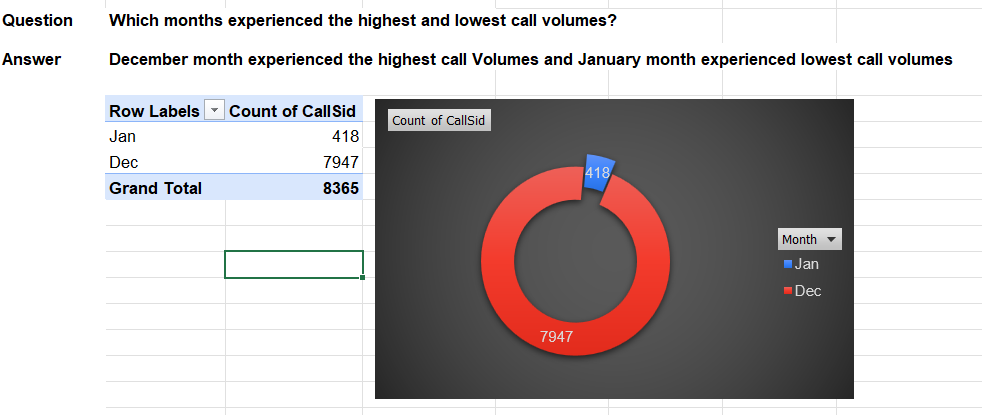 Question Which months experienced the highest and lowest call volumes?
Answer December month experienced the highest call Volumes and January month experienced lowest call volumes
Row Labels Count of CallSid
Jan 418
Dec 7947
Grand Total 8365
Count of CallSid
418
7947
Month
Jan
Dec